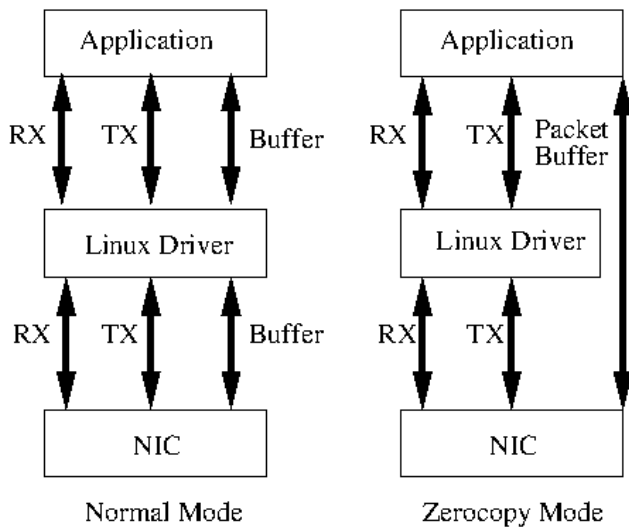 Application
RX
TX
Buffer
Linux Driver
RX
TX
Buffer
NIC
Normal Mode
Application
RX
TX
Packet
Buffer
Linux Driver
RX
TX
NIC
Zerocopy Mode